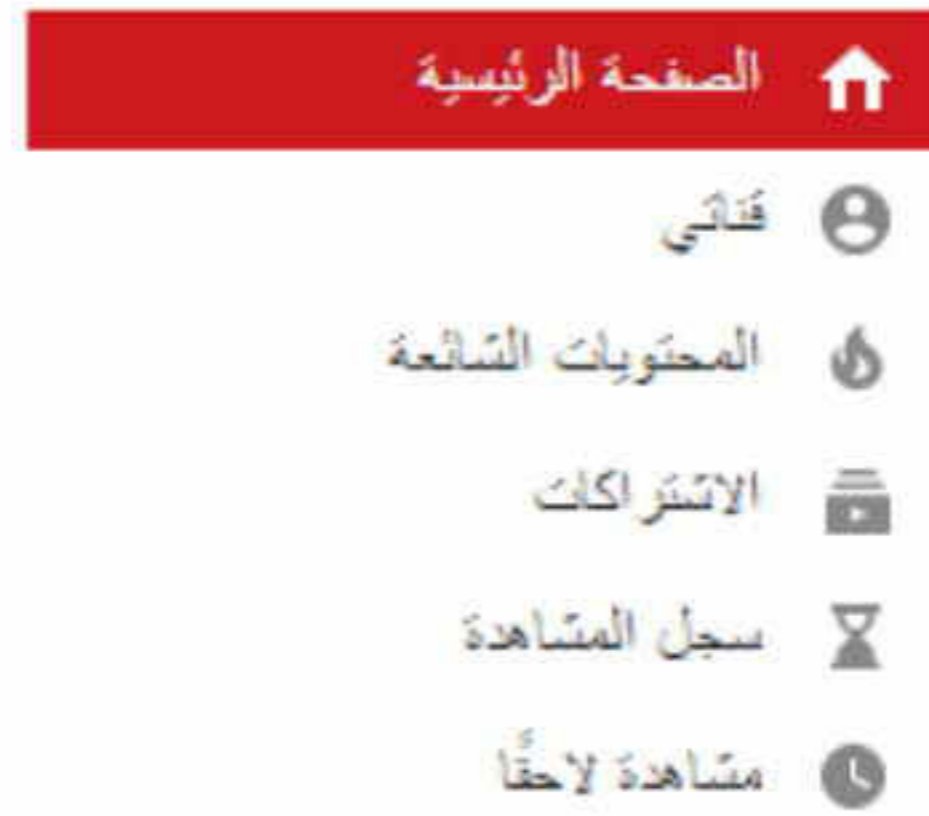 الصفحة الرئيسية
قناتي
المحتويات الشائعة
الاشتراكات
سجل المشاهدة
مشاهدة لاحقًا